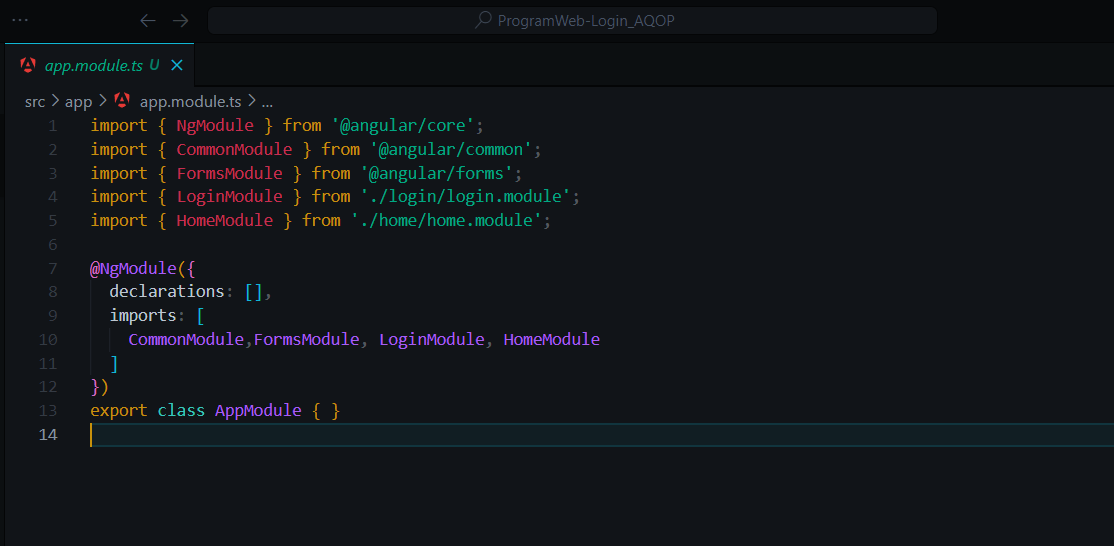 ...
ProgramWeb-Login_AQOP
app.module.ts U
src > app > app.module.ts > ...
1 import { NgModule } from '@angular/core';
2 import { CommonModule } from '@angular/common';
3 import { FormsModule } from '@angular/forms';
4 import { LoginModule } from './login/login.module';
5 import { HomeModule } from './home/home.module';
6
7 @NgModule({
8   declarations: [],
9   imports: [
10     CommonModule,FormsModule, LoginModule, HomeModule
11   ]
12 })
13 export class AppModule { }
14